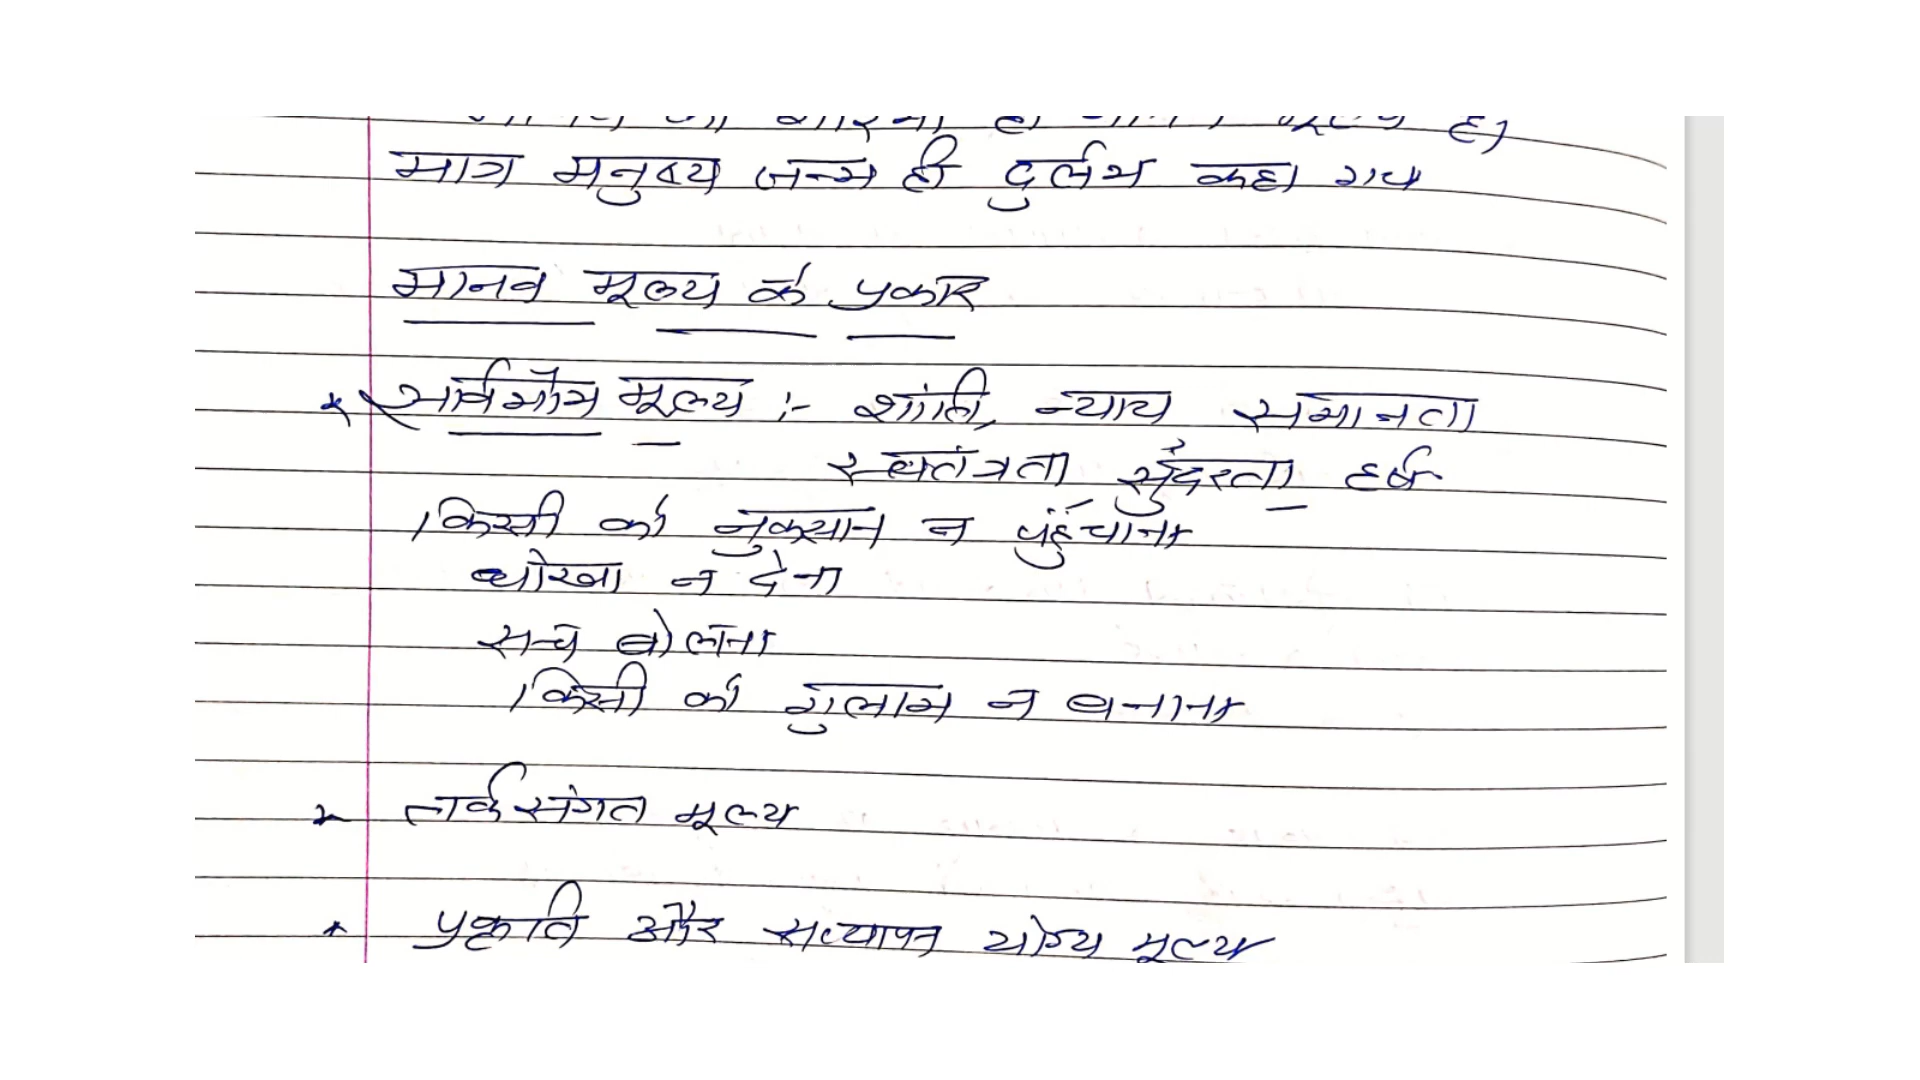 मात्र मनुष्य जन्म ही दुर्लभ कहा गया
मानव मूल्य के प्रकार
* सार्वभौम मूल्य :- शांति, न्याय समानता
स्वतंत्रता सुंदरता हर्ष
किसी को नुकसान न पहुँचाना
धोखा न देना
सच बोलना
किसी को गुलाम न बनाना
* तर्कसंगत मूल्य
* प्रकृति और सत्यापन योग्य मूल्य